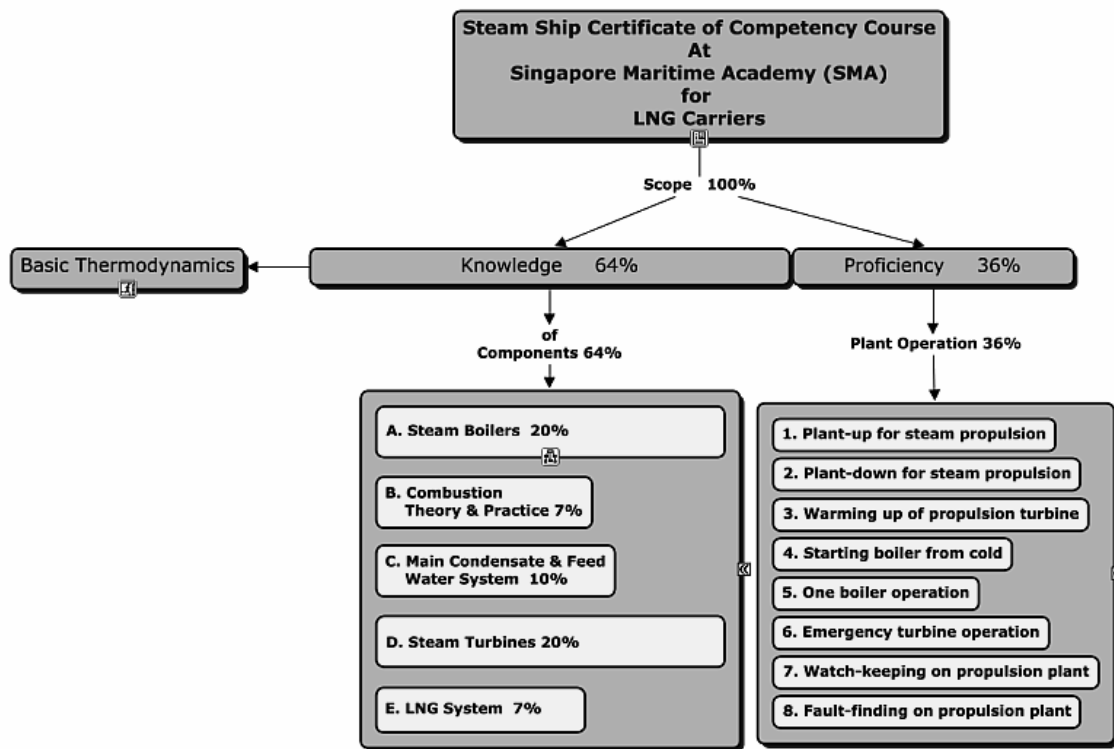 Steam Ship Certificate of Competency Course
At
Singapore Maritime Academy (SMA)
for
LNG Carriers
Scope 100%
Basic Thermodynamics
Knowledge 64%
Proficiency 36%
of
Components 64%
Plant Operation 36%
A. Steam Boilers 20%
B. Combustion
Theory & Practice 7%
C. Main Condensate & Feed
Water System 10%
D. Steam Turbines 20%
E. LNG System 7%
1. Plant-up for steam propulsion
2. Plant-down for steam propulsion
3. Warming up of propulsion turbine
4. Starting boiler from cold
5. One boiler operation
6. Emergency turbine operation
7. Watch-keeping on propulsion plant
8. Fault-finding on propulsion plant